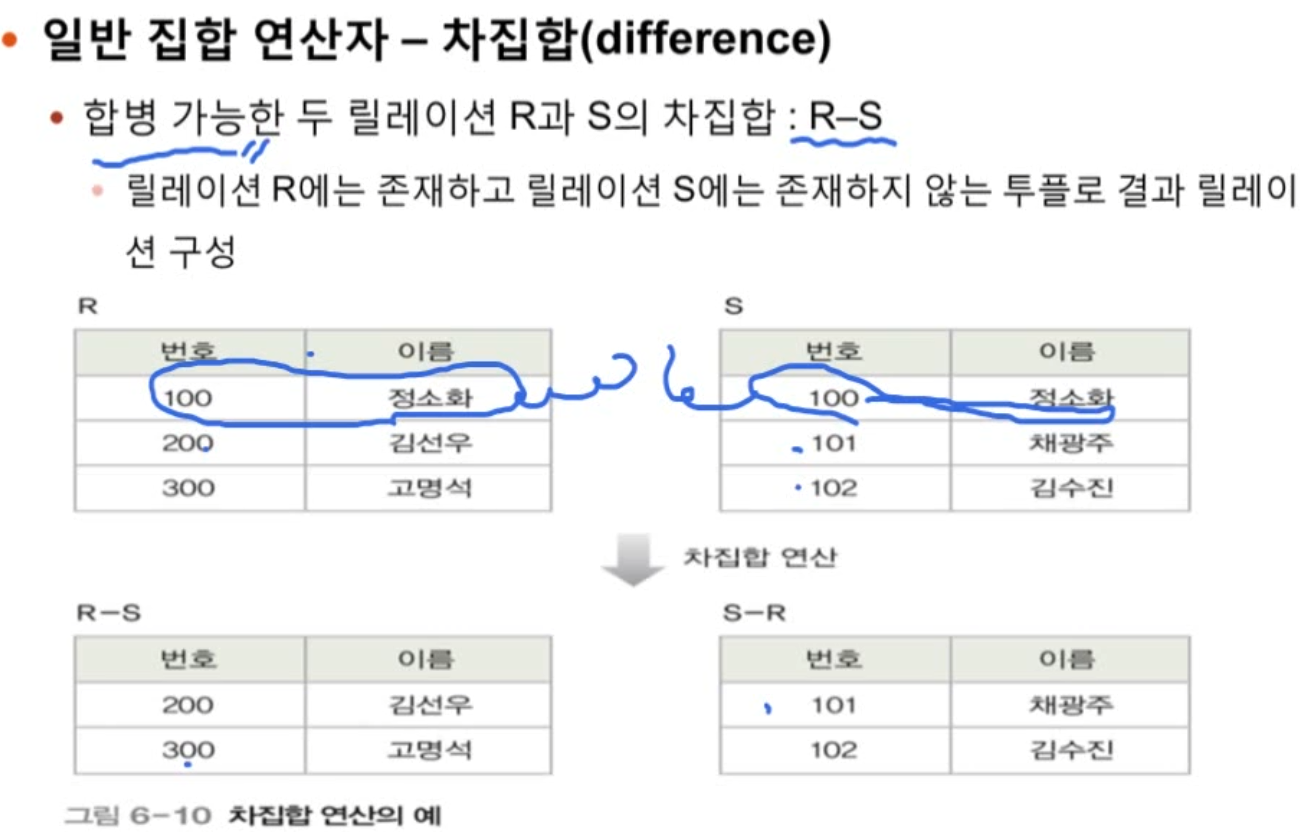 • 일반 집합 연산자 – 차집합(difference)
• 합병 가능한 두 릴레이션 R과 S의 차집합 : R–S
• 릴레이션 R에는 존재하고 릴레이션 S에는 존재하지 않는 투플로 결과 릴레이
션 구성
R
번호 이름
100 정소화
200 김선우
300 고명석
S
번호 이름
100 정소화
101 채광주
102 김수진
차집합 연산
R−S
번호 이름
200 김선우
300 고명석
S−R
번호 이름
101 채광주
102 김수진
그림 6-10 차집합 연산의 예